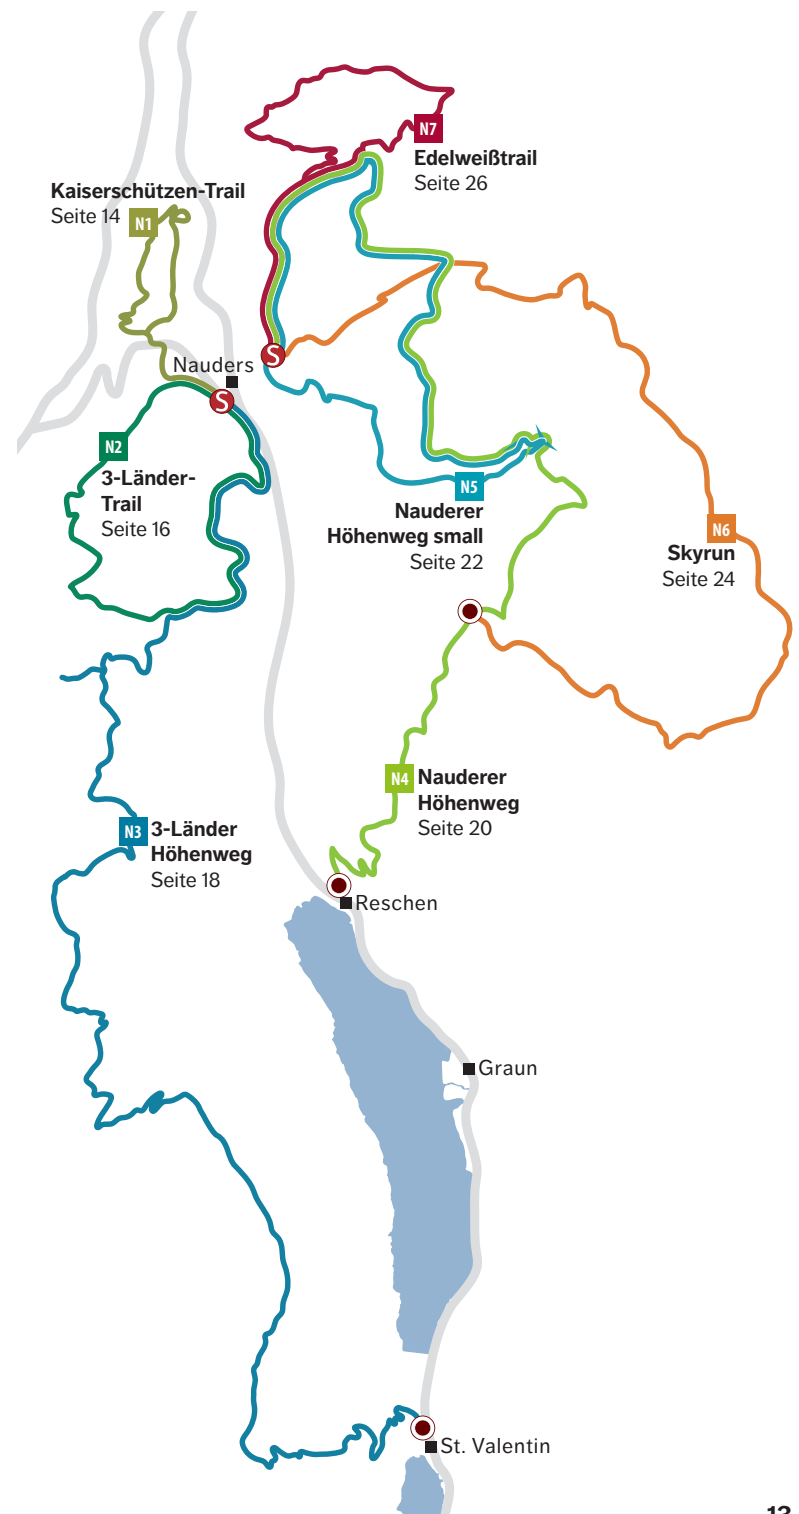 N7
Edelweißtrail
Seite 26
Kaiserschützen-Trail
Seite 14
N1
S
Nauders
S
N2
3-Länder-
Trail
Seite 16
N5
Nauderer
Höhenweg small
Seite 22
N6
Skyrun
Seite 24
N4
Nauderer
Höhenweg
Seite 20
N3
3-Länder
Höhenweg
Seite 18
Reschen
Graun
St. Valentin